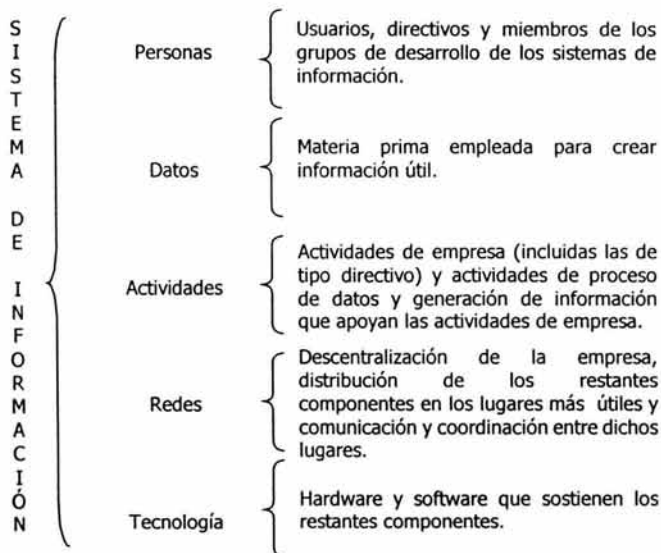 SISTEMA DE INFORMACIÓN
Personas
Usuarios, directivos y miembros de los
grupos de desarrollo de los sistemas de
información.
Datos
Materia prima empleada para crear
información útil.
Actividades
Actividades de empresa (incluidas las de
tipo directivo) y actividades de proceso
de datos y generación de información
que apoyan las actividades de empresa.
Redes
Descentralización de la empresa,
distribución de los restantes
componentes en los lugares más útiles y
comunicación y coordinación entre dichos
lugares.
Tecnología
Hardware y software que sostienen los
restantes componentes.